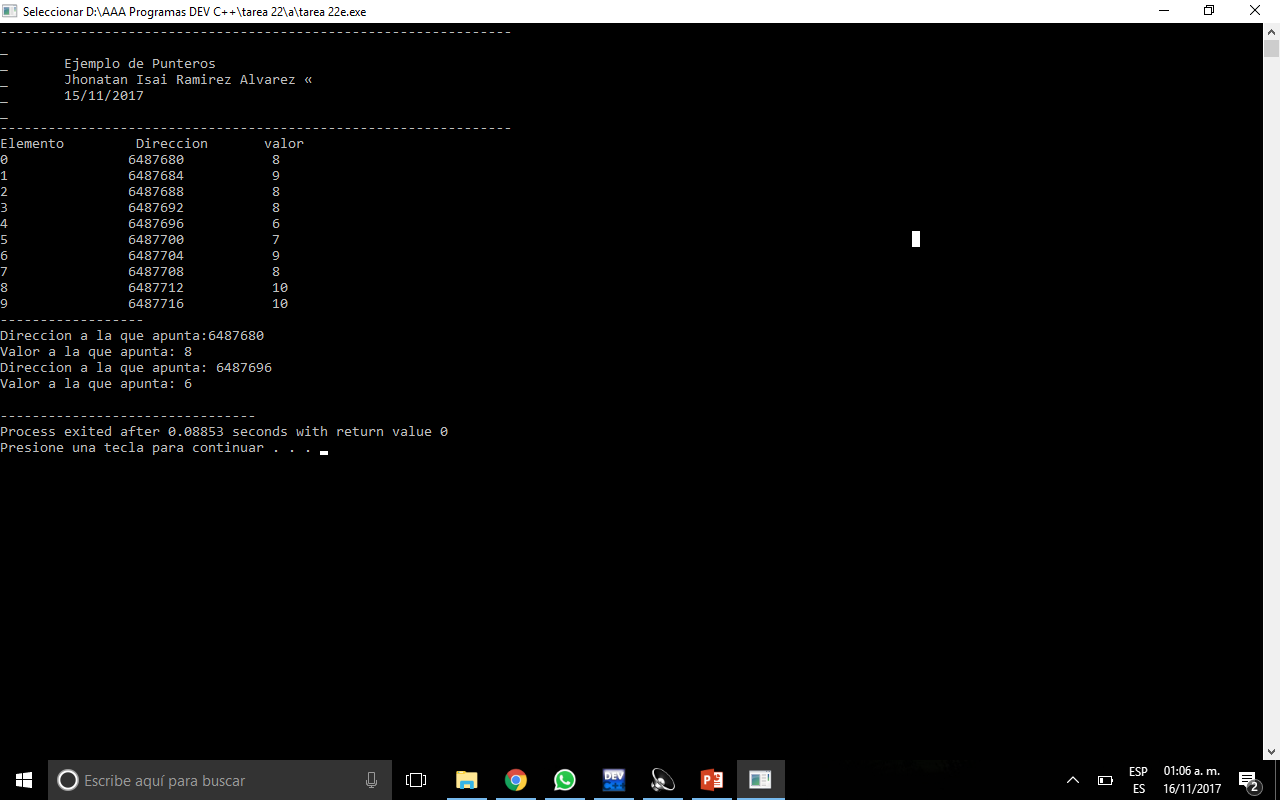 Seleccionar D:\AAA Programas DEV C++\tarea 22\a\tarea 22e.exe
----------------------------------------------------------------
_
_ Ejemplo de Punteros
_ Jhonatan Isai Ramirez Alvarez «
_ 15/11/2017
_
----------------------------------------------------------------
Elemento Direccion valor
0 6487680 8
1 6487684 9
2 6487688 8
3 6487692 8
4 6487696 6
5 6487700 7
6 6487704 9
7 6487708 8
8 6487712 10
9 6487716 10
------------------
Direccion a la que apunta:6487680
Valor a la que apunta: 8
Direccion a la que apunta: 6487696
Valor a la que apunta: 6
--------------------------------
Process exited after 0.08853 seconds with return value 0
Presione una tecla para continuar . . .
Escribe aquí para buscar
DEV C++
ESP
ES
01:06 a. m.
16/11/2017
2